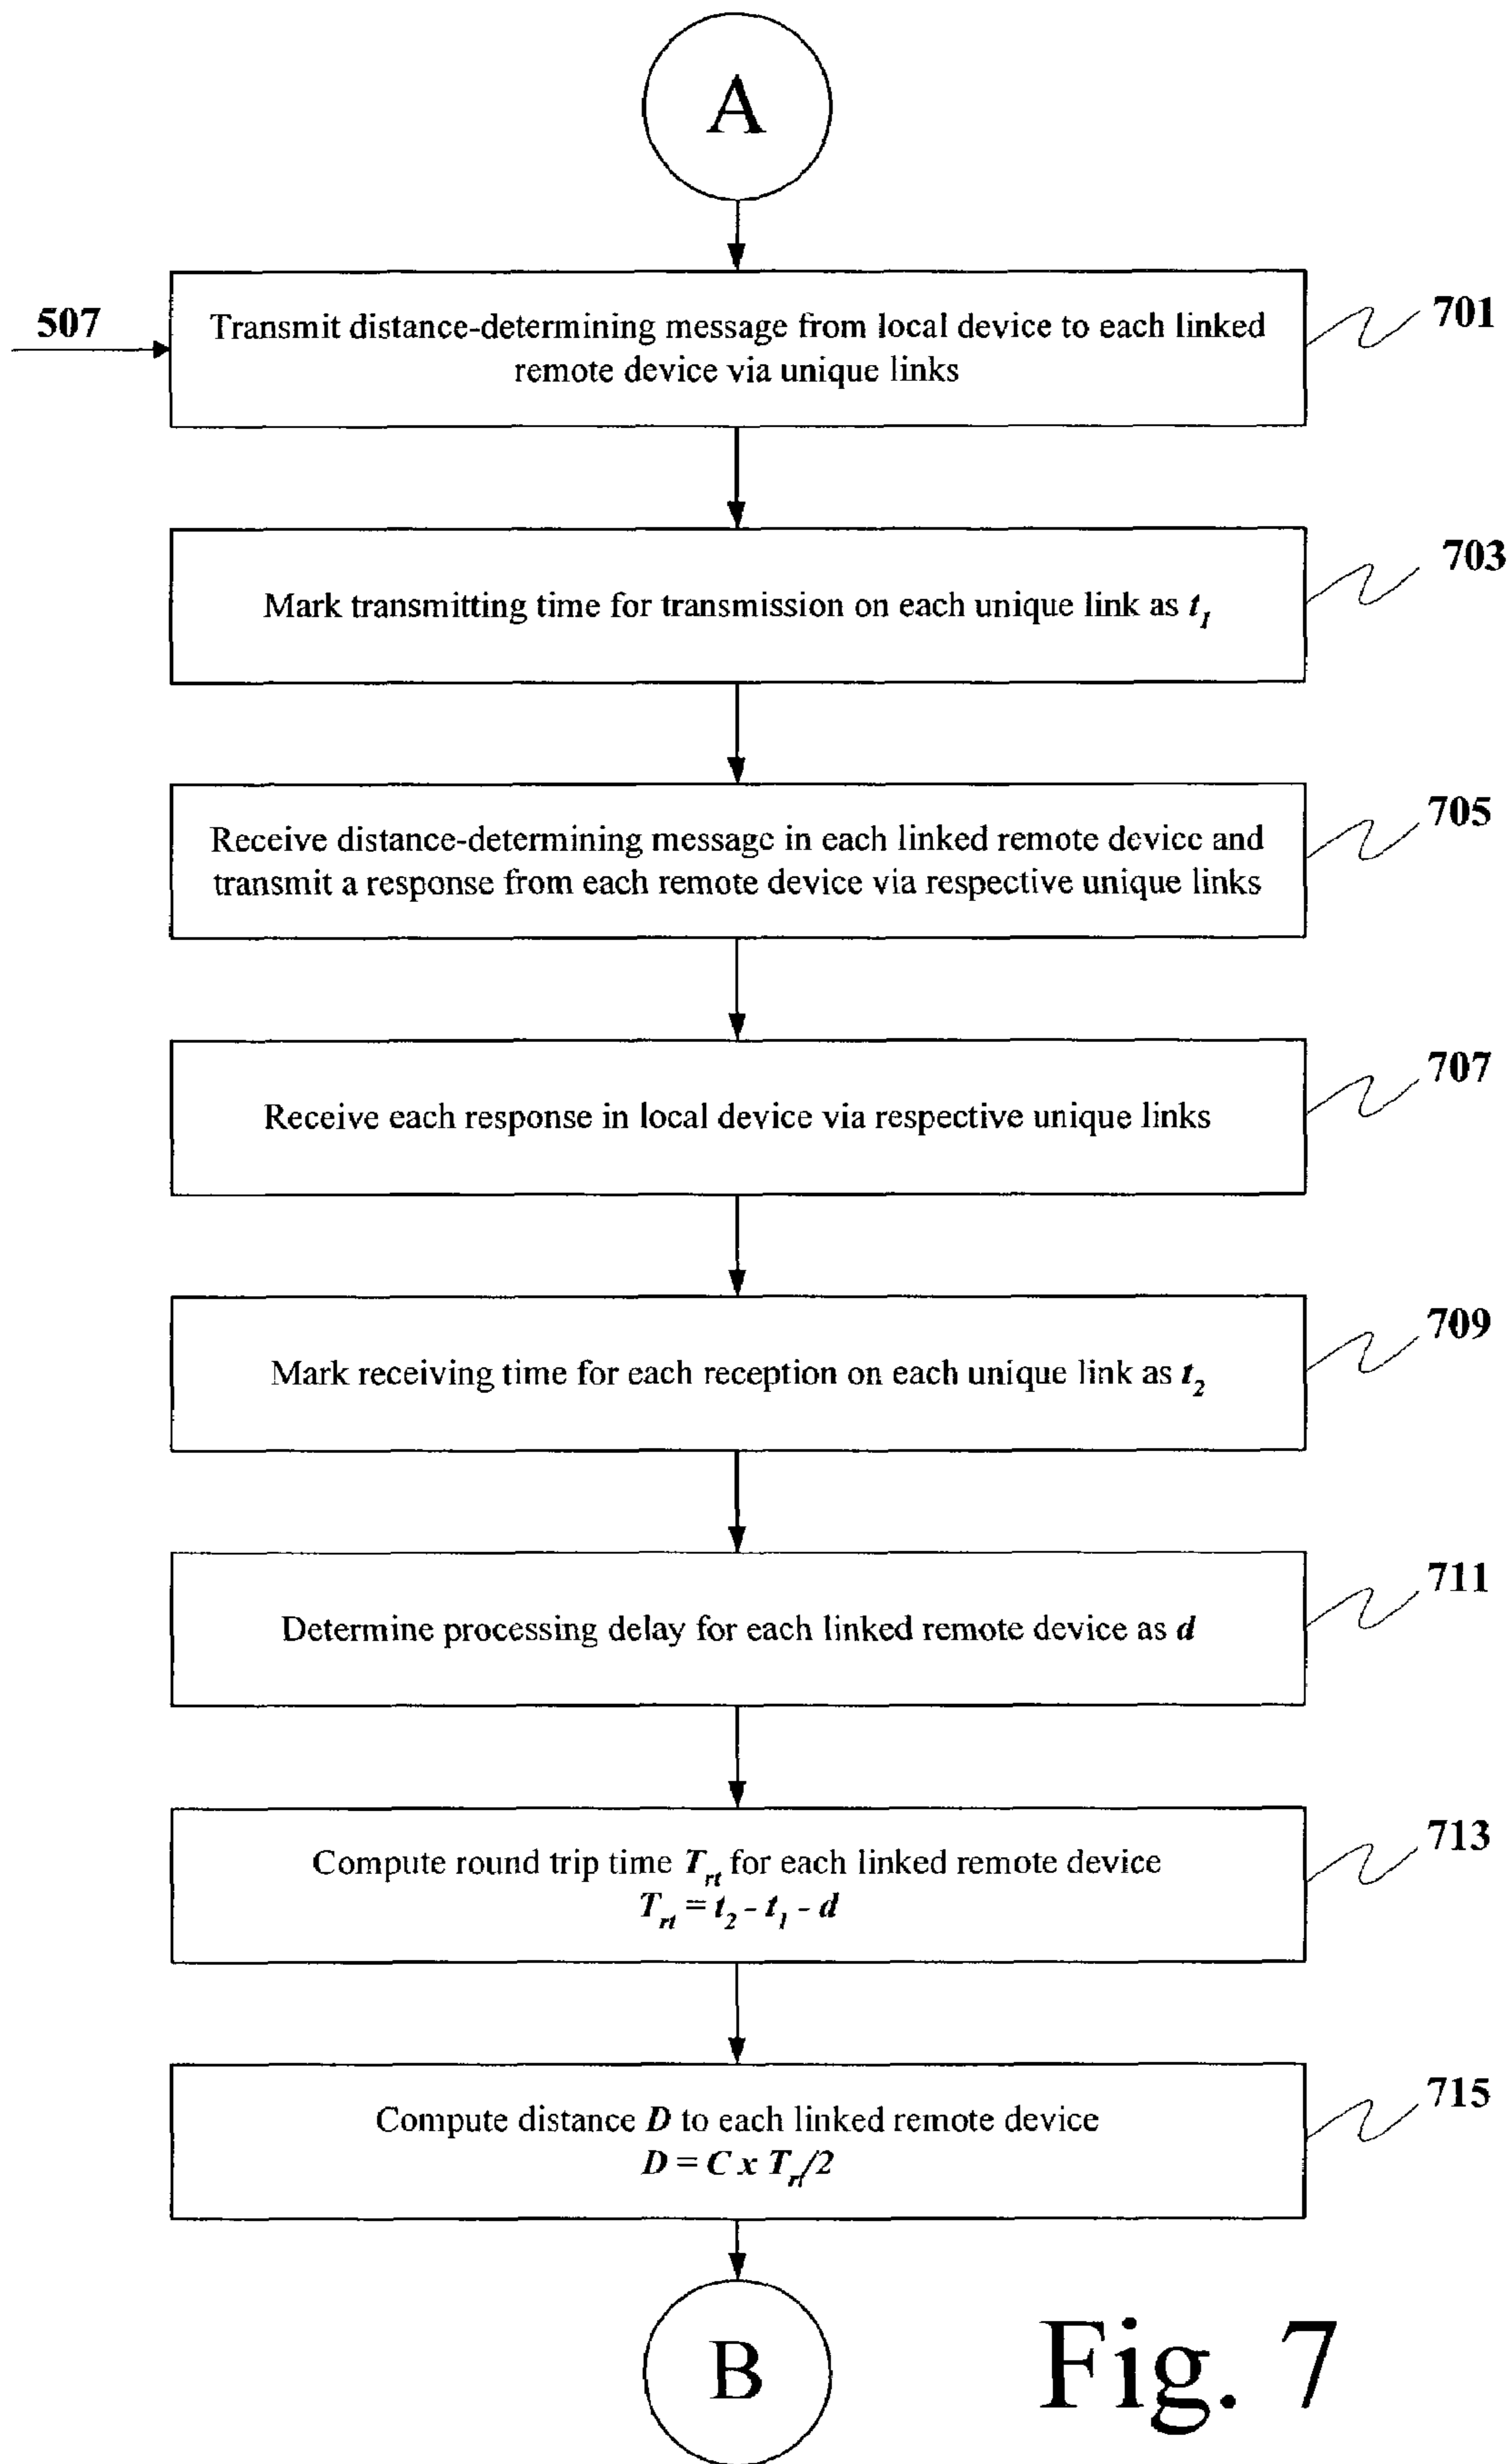 A
507
Transmit distance-determining message from local device to each linked
remote device via unique links
701
Mark transmitting time for transmission on each unique link as t₁
703
Receive distance-determining message in each linked remote device and
transmit a response from each remote device via respective unique links
705
Receive each response in local device via respective unique links
707
Mark receiving time for each reception on each unique link as t₂
709
Determine processing delay for each linked remote device as d
711
Compute round trip time T_rt for each linked remote device
T_rt = t₂ - t₁ - d
713
Compute distance D to each linked remote device
D = C x T_rt/2
715
B
Fig. 7